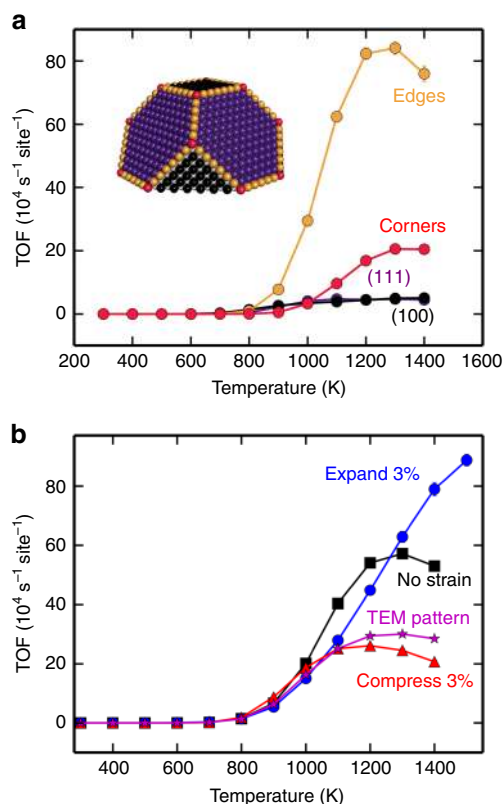 a
80
60
40
20
0
TOF (10⁴ s⁻¹ site⁻¹)
Edges
Corners
(111)
(100)
200 400 600 800 1000 1200 1400 1600
Temperature (K)
b
80
60
40
20
0
TOF (10⁴ s⁻¹ site⁻¹)
Expand 3%
No strain
TEM pattern
Compress 3%
400 600 800 1000 1200 1400
Temperature (K)